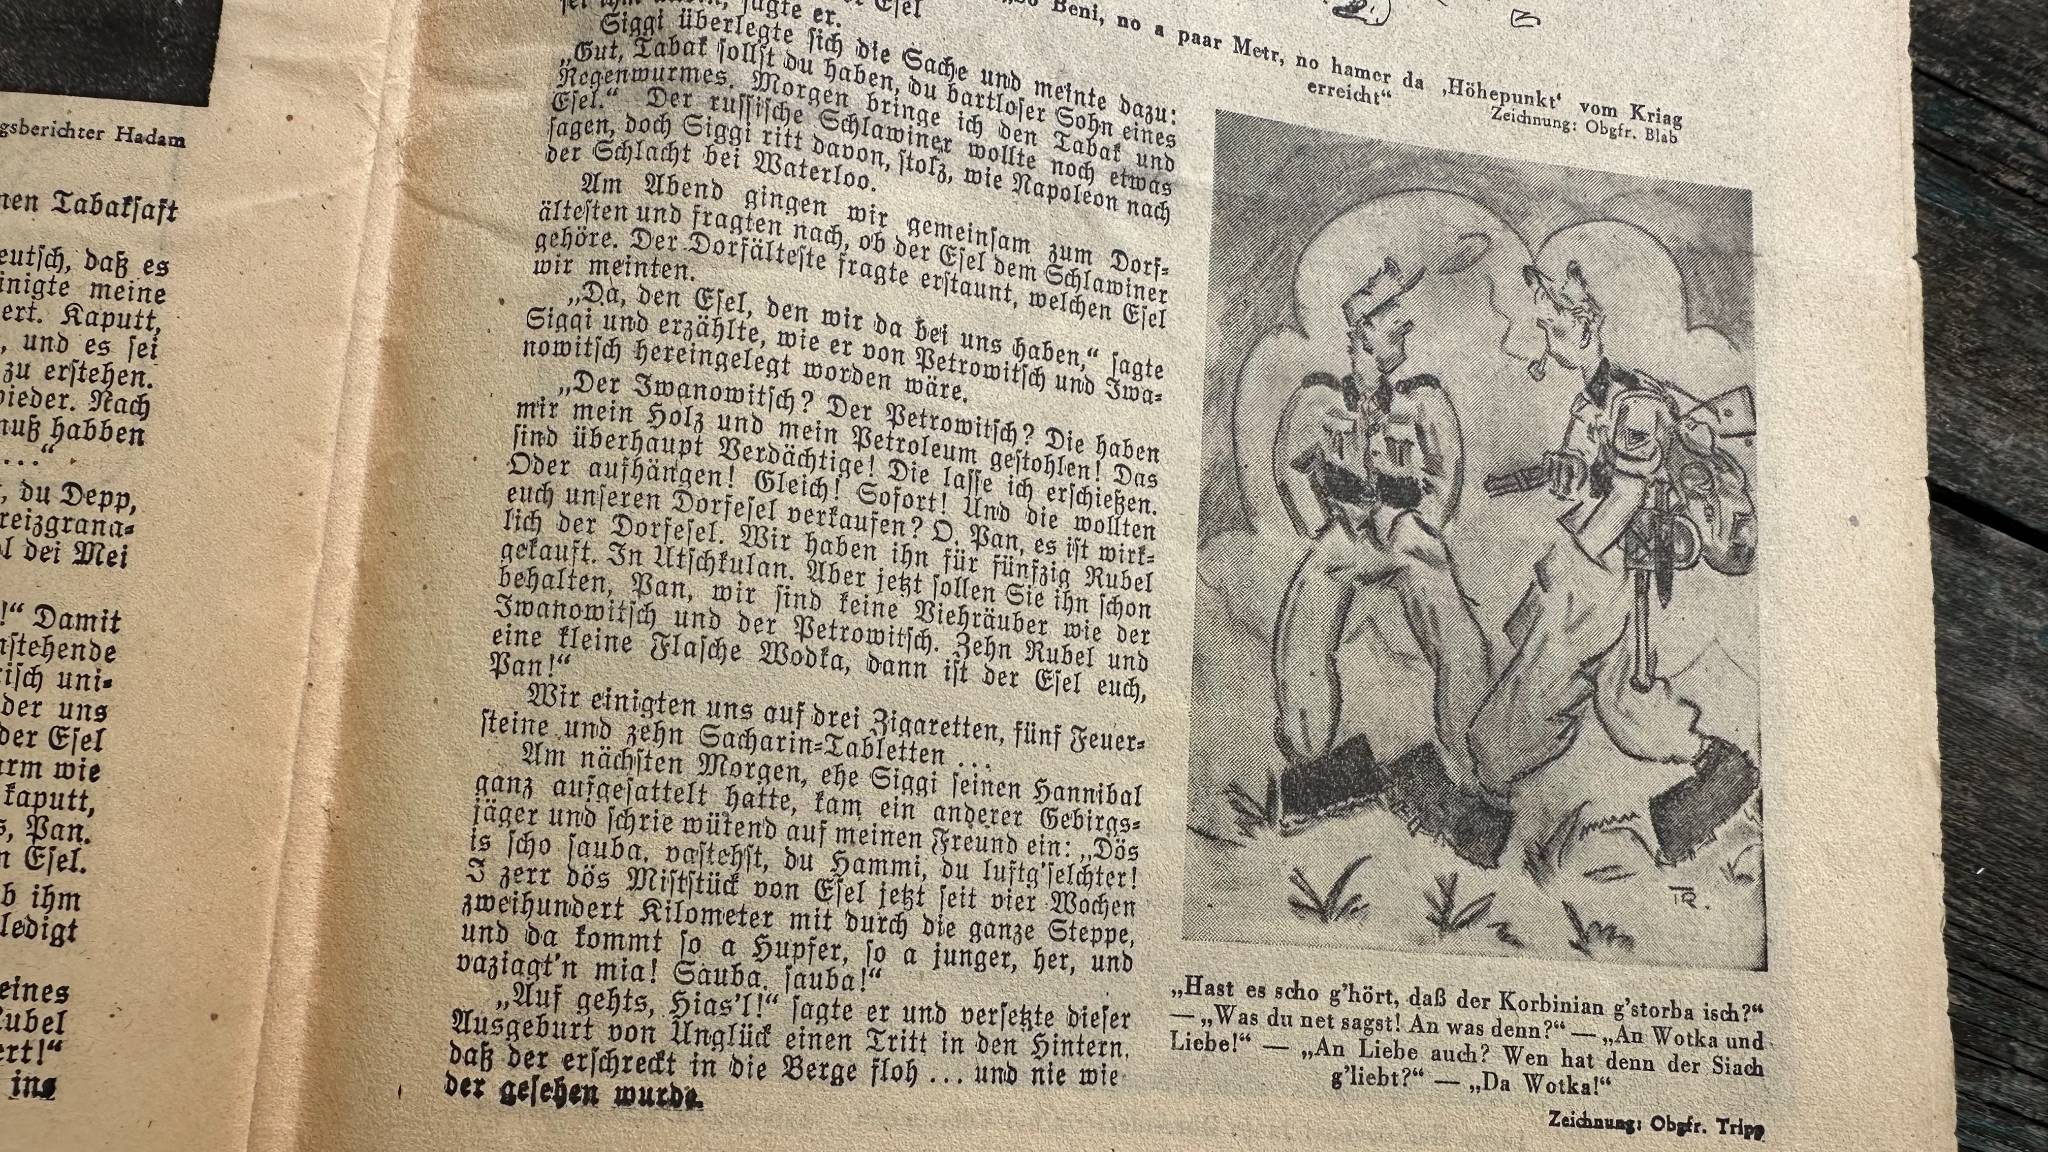 gsberichter Hadam
nen Tabaksaft
eutsch, daß es
inigte meine
ert. Kaputt,
, und es sei
zu erstehen.
ieder. Nach
muß habben
..."
, du Depp,
reizgrana=
l dei Mei
!“ Damit
nstehende
isch uni=
der uns
der Esel
rm wie
kaputt,
s, Pan.
n Esel.
b ihm
ledigt
eines
Rubel
ert!“
ins
sagte er.
Siggi überlegte sich die Sache und meinte dazu:
„Gut, Tabak sollst du haben, du bartloser Sohn eines
Regenwurmes. Morgen bringe ich den Tabak und
Esel.“ Der russische Schlawiner wollte noch etwas
sagen, doch Siggi ritt davon, stolz, wie Napoleon nach
der Schlacht bei Waterloo.
Am Abend gingen wir gemeinsam zum Dorf=
ältesten und fragten nach, ob der Esel dem Schlawiner
gehöre. Der Dorfälteste fragte erstaunt, welchen Esel
wir meinten.
„Da, den Esel, den wir da bei uns haben,“ sagte
Siggi und erzählte, wie er von Petrowitsch und Iwa=
nowitsch hereingelegt worden wäre.
„Der Iwanowitsch? Der Petrowitsch? Die haben
mir mein Holz und mein Petroleum gestohlen! Das
sind überhaupt Verdächtige! Die lasse ich erschießen.
Oder aufhängen! Gleich! Sofort! Und die wollten
euch unseren Dorfesel verkaufen? O, Pan, es ist wirk=
lich der Dorfesel. Wir haben ihn für fünfzig Rubel
gekauft. In Utschkulan. Aber jetzt sollen Sie ihn schon
behalten, Pan, wir sind keine Viehräuber wie der
Iwanowitsch und der Petrowitsch. Zehn Rubel und
eine kleine Flasche Wodka, dann ist der Esel euch,
Pan!“
Wir einigten uns auf drei Zigaretten, fünf Feuer=
steine und zehn Sacharin=Tabletten ...
Am nächsten Morgen, ehe Siggi seinen Hannibal
ganz aufgesattelt hatte, kam ein anderer Gebirgs=
jäger und schrie wütend auf meinen Freund ein: „Dös
is scho sauba, vastehst, du Hammi, du luftg'selchter!
I zerr dös Miststück von Esel jetzt seit vier Wochen
zweihundert Kilometer mit durch die ganze Steppe,
und da kommt so a Hupfer, so a junger, her, und
vaziagt'n mia! Sauba, sauba!“
„Auf gehts, Hias'l!“ sagte er und versetzte dieser
Ausgeburt von Unglück einen Tritt in den Hintern,
daß der erschreckt in die Berge floh ... und nie wie
der gesehen wurde.
Beni, no a paar Metr, no hamer da ‚Höhepunkt‘ vom Kriag
erreicht“
Zeichnung: Obgfr. Blab
TR.
„Hast es scho g'hört, daß der Korbinian g'storba isch?“
— „Was du net sagst! An was denn?“ — „An Wotka und
Liebe!“ — „An Liebe auch? Wen hat denn der Siach
g'liebt?“ — „Da Wotka!“
Zeichnung: Obgfr. Tripp